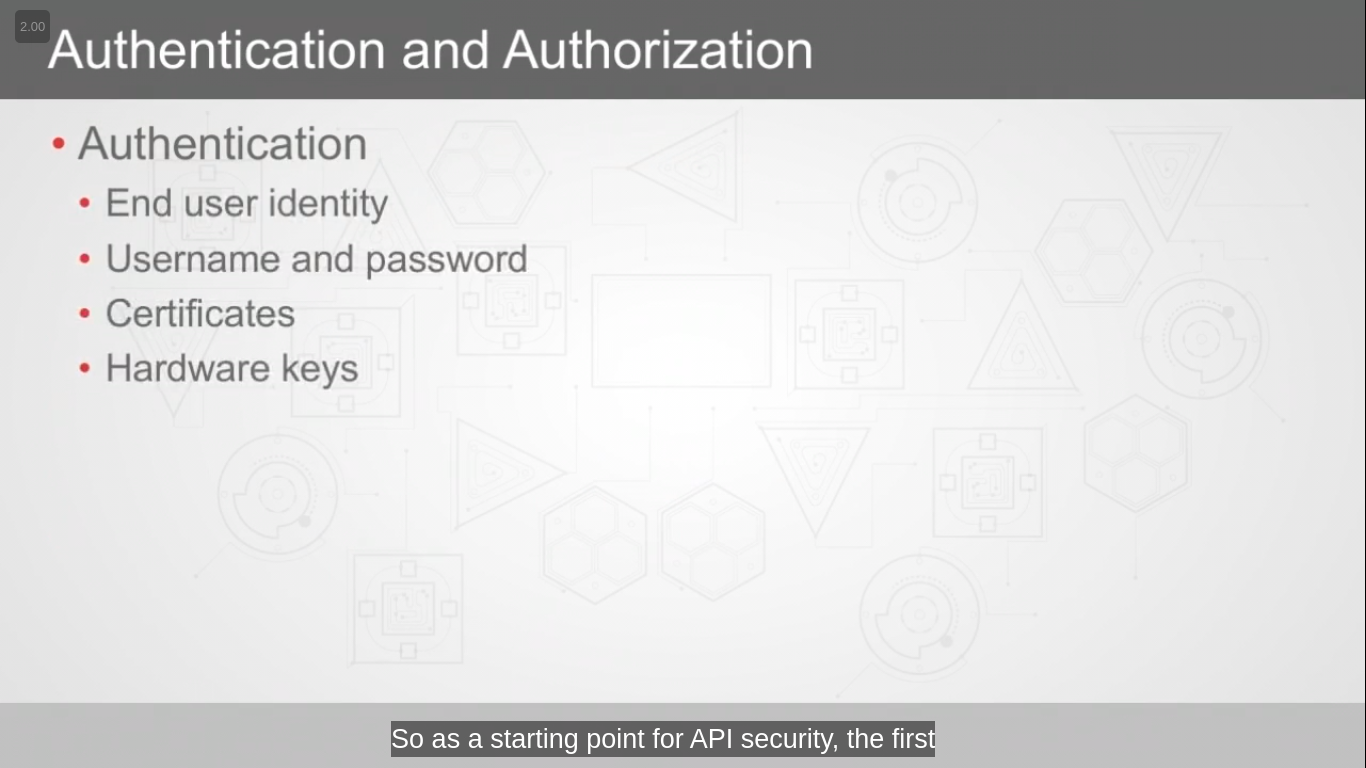 2.00
Authentication and Authorization
• Authentication
• End user identity
• Username and password
• Certificates
• Hardware keys
So as a starting point for API security, the first